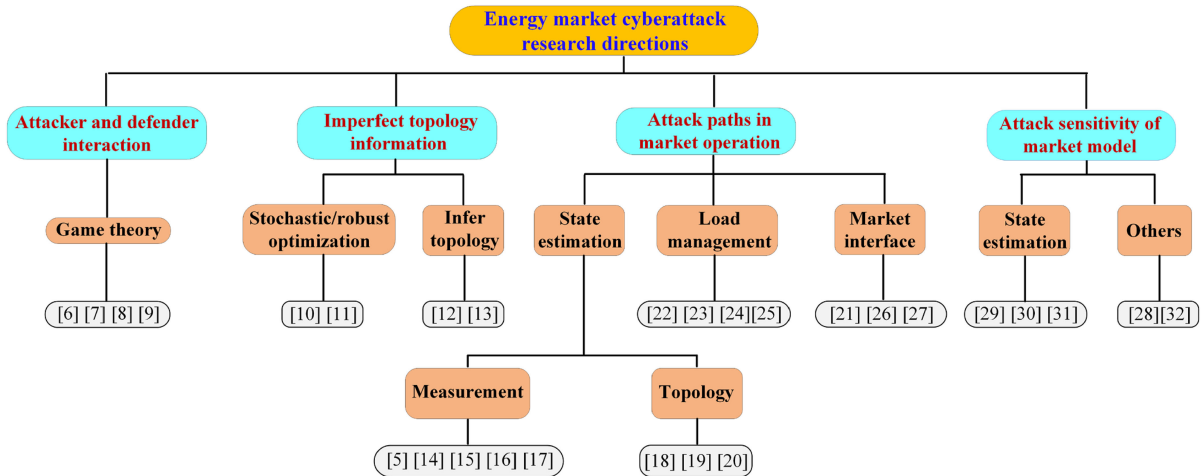 Energy market cyberattack
research directions
Attacker and defender
interaction
Imperfect topology
information
Attack paths in
market operation
Attack sensitivity of
market model
Game theory
Stochastic/robust
optimization
Infer
topology
State
estimation
Load
management
Market
interface
State
estimation
Others
[6] [7] [8] [9]
[10] [11]
[12] [13]
[22] [23] [24][25]
[21] [26] [27]
[29] [30] [31]
[28][32]
Measurement
Topology
[5] [14] [15] [16] [17]
[18] [19] [20]